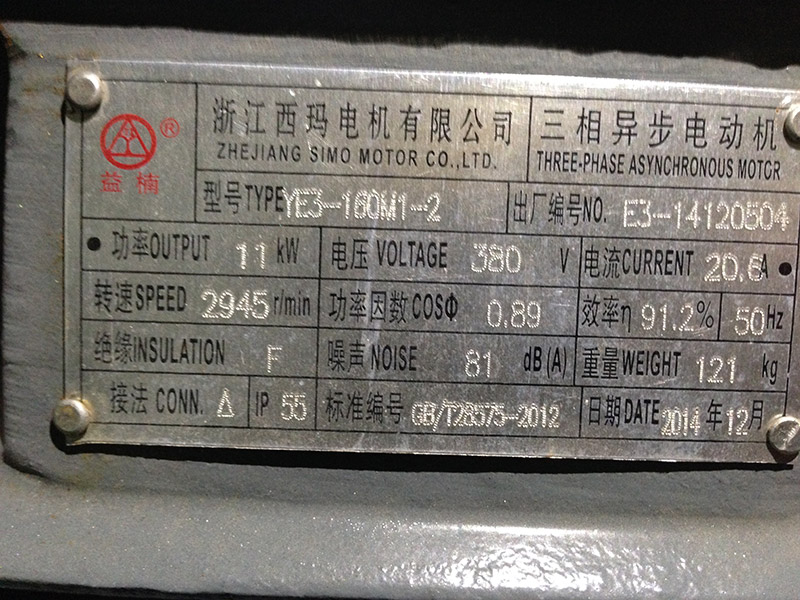 浙江西玛电机有限公司
ZHEJIANG SIMO MOTOR CO.,LTD.
三相异步电动机
THREE-PHASE ASYNCHRONOUS MOTOR
®
益楠
型号TYPE YE3-160M1-2
出厂编号NO. E3-14120504
功率OUTPUT 11 kW
电压 VOLTAGE 380 V
电流CURRENT 20.6 A
转速SPEED 2945 r/min
功率因数COSΦ 0.89
效率η 91.2%
50 Hz
绝缘INSULATION F
噪声 NOISE 81 dB(A)
重量WEIGHT 121 kg
接法 CONN. Δ
IP 55
标准编号 GB/T28575-2012
日期DATE 2014 年 12 月